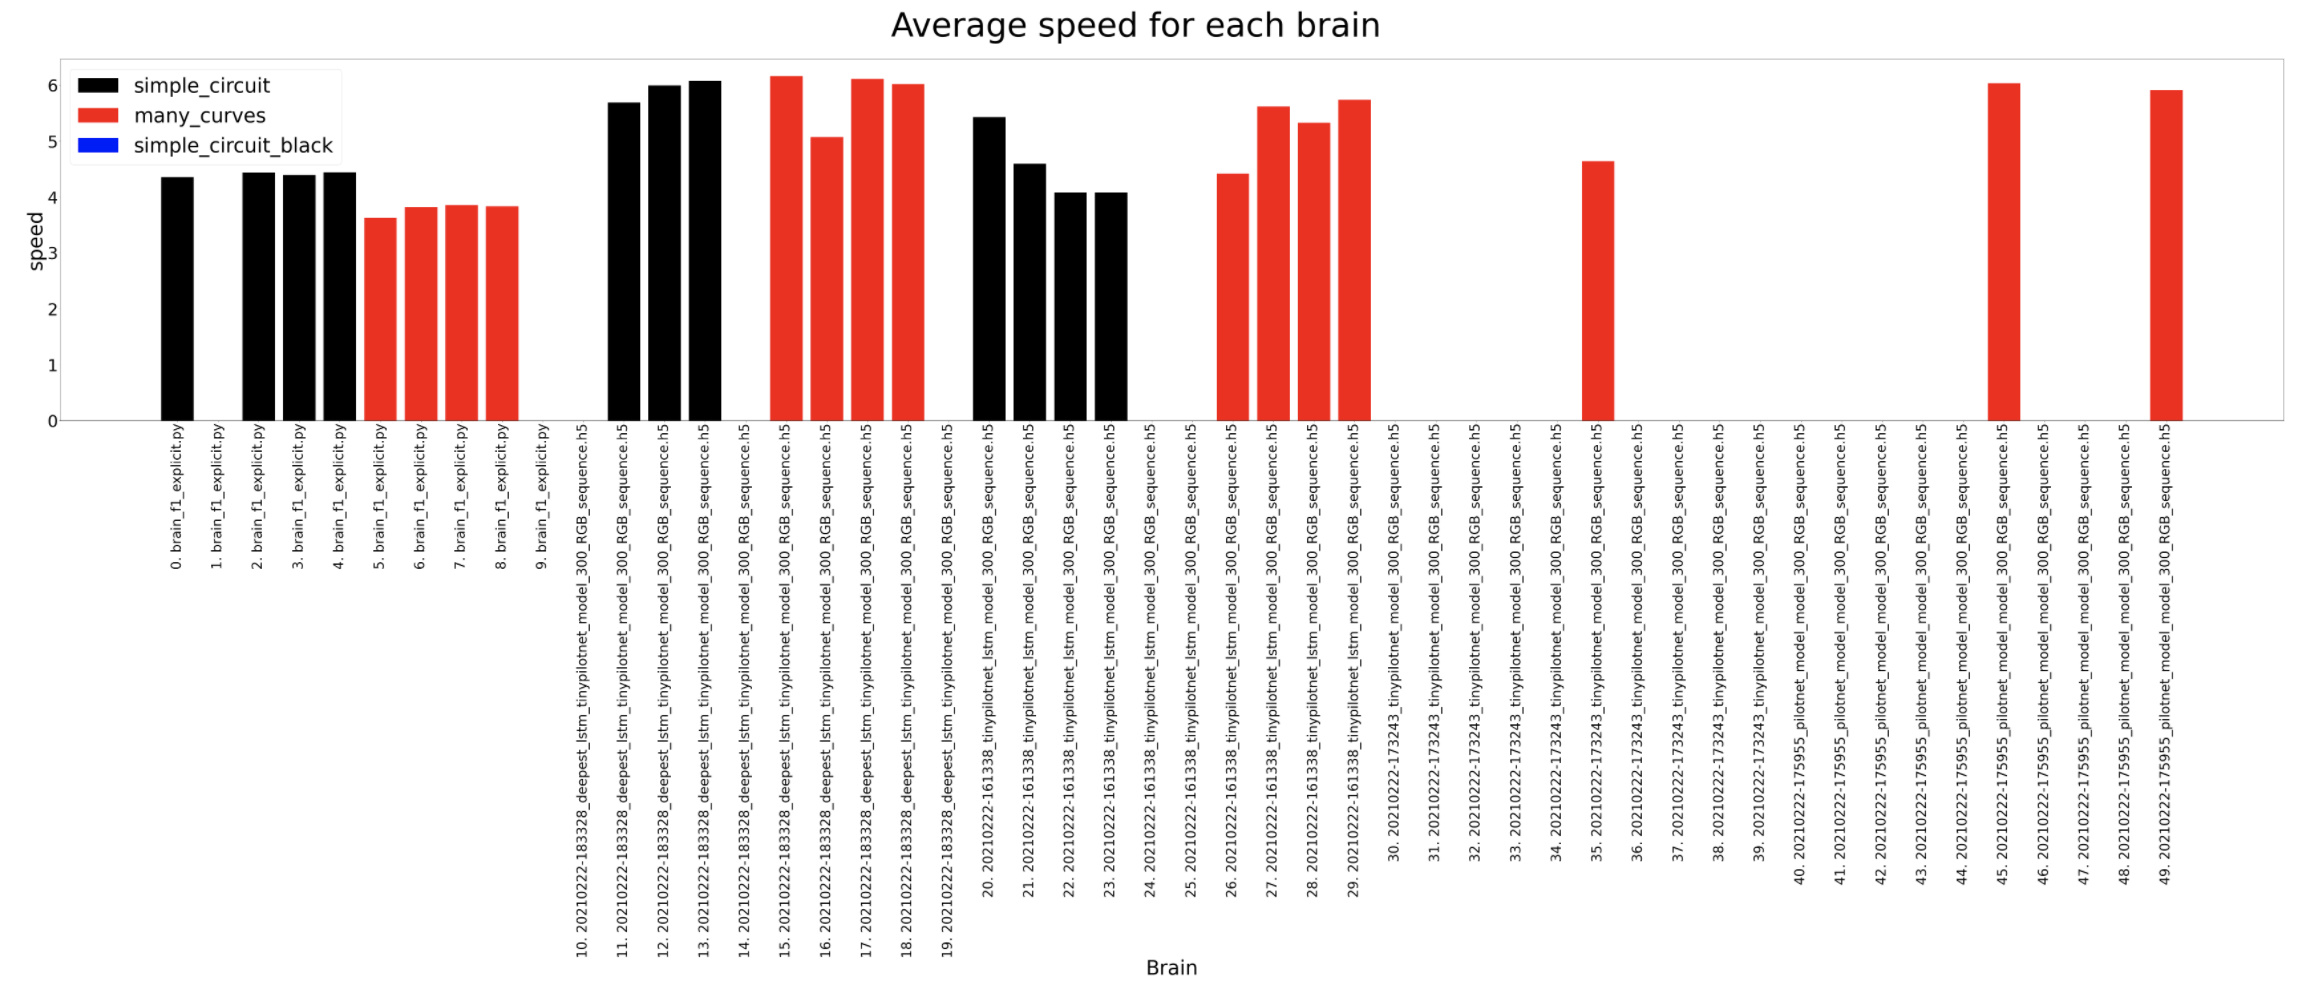 Average speed for each brain
simple_circuit
many_curves
simple_circuit_black
speed
6
5
4
3
2
1
0
0. brain_f1_explicit.py
1. brain_f1_explicit.py
2. brain_f1_explicit.py
3. brain_f1_explicit.py
4. brain_f1_explicit.py
5. brain_f1_explicit.py
6. brain_f1_explicit.py
7. brain_f1_explicit.py
8. brain_f1_explicit.py
9. brain_f1_explicit.py
10. 20210222-183328_deepest_lstm_tinypilotnet_model_300_RGB_sequence.h5
11. 20210222-183328_deepest_lstm_tinypilotnet_model_300_RGB_sequence.h5
12. 20210222-183328_deepest_lstm_tinypilotnet_model_300_RGB_sequence.h5
13. 20210222-183328_deepest_lstm_tinypilotnet_model_300_RGB_sequence.h5
14. 20210222-183328_deepest_lstm_tinypilotnet_model_300_RGB_sequence.h5
15. 20210222-183328_deepest_lstm_tinypilotnet_model_300_RGB_sequence.h5
16. 20210222-183328_deepest_lstm_tinypilotnet_model_300_RGB_sequence.h5
17. 20210222-183328_deepest_lstm_tinypilotnet_model_300_RGB_sequence.h5
18. 20210222-183328_deepest_lstm_tinypilotnet_model_300_RGB_sequence.h5
19. 20210222-183328_deepest_lstm_tinypilotnet_model_300_RGB_sequence.h5
20. 20210222-161338_tinypilotnet_lstm_model_300_RGB_sequence.h5
21. 20210222-161338_tinypilotnet_lstm_model_300_RGB_sequence.h5
22. 20210222-161338_tinypilotnet_lstm_model_300_RGB_sequence.h5
23. 20210222-161338_tinypilotnet_lstm_model_300_RGB_sequence.h5
24. 20210222-161338_tinypilotnet_lstm_model_300_RGB_sequence.h5
25. 20210222-161338_tinypilotnet_lstm_model_300_RGB_sequence.h5
26. 20210222-161338_tinypilotnet_lstm_model_300_RGB_sequence.h5
27. 20210222-161338_tinypilotnet_lstm_model_300_RGB_sequence.h5
28. 20210222-161338_tinypilotnet_lstm_model_300_RGB_sequence.h5
29. 20210222-161338_tinypilotnet_lstm_model_300_RGB_sequence.h5
30. 20210222-173243_tinypilotnet_model_300_RGB_sequence.h5
31. 20210222-173243_tinypilotnet_model_300_RGB_sequence.h5
32. 20210222-173243_tinypilotnet_model_300_RGB_sequence.h5
33. 20210222-173243_tinypilotnet_model_300_RGB_sequence.h5
34. 20210222-173243_tinypilotnet_model_300_RGB_sequence.h5
35. 20210222-173243_tinypilotnet_model_300_RGB_sequence.h5
36. 20210222-173243_tinypilotnet_model_300_RGB_sequence.h5
37. 20210222-173243_tinypilotnet_model_300_RGB_sequence.h5
38. 20210222-173243_tinypilotnet_model_300_RGB_sequence.h5
39. 20210222-173243_tinypilotnet_model_300_RGB_sequence.h5
40. 20210222-175955_pilotnet_model_model_300_RGB_sequence.h5
41. 20210222-175955_pilotnet_model_model_300_RGB_sequence.h5
42. 20210222-175955_pilotnet_model_model_300_RGB_sequence.h5
43. 20210222-175955_pilotnet_model_model_300_RGB_sequence.h5
44. 20210222-175955_pilotnet_model_model_300_RGB_sequence.h5
45. 20210222-175955_pilotnet_model_model_300_RGB_sequence.h5
46. 20210222-175955_pilotnet_model_model_300_RGB_sequence.h5
47. 20210222-175955_pilotnet_model_model_300_RGB_sequence.h5
48. 20210222-175955_pilotnet_model_model_300_RGB_sequence.h5
49. 20210222-175955_pilotnet_model_model_300_RGB_sequence.h5
Brain